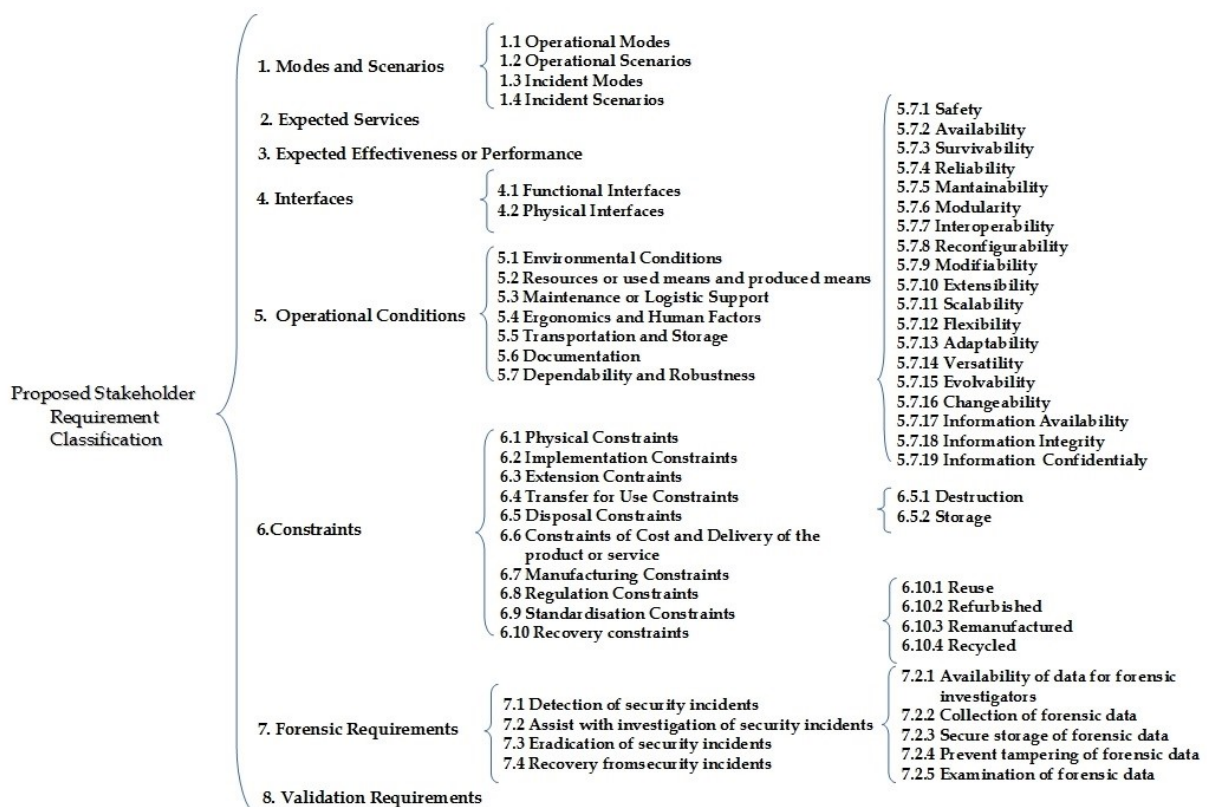 Proposed Stakeholder
Requirement
Classification
1. Modes and Scenarios
1.1 Operational Modes
1.2 Operational Scenarios
1.3 Incident Modes
1.4 Incident Scenarios
2. Expected Services
3. Expected Effectiveness or Performance
4. Interfaces
4.1 Functional Interfaces
4.2 Physical Interfaces
5. Operational Conditions
5.1 Environmental Conditions
5.2 Resources or used means and produced means
5.3 Maintenance or Logistic Support
5.4 Ergonomics and Human Factors
5.5 Transportation and Storage
5.6 Documentation
5.7 Dependability and Robustness
5.7.1 Safety
5.7.2 Availability
5.7.3 Survivability
5.7.4 Reliability
5.7.5 Mantainability
5.7.6 Modularity
5.7.7 Interoperability
5.7.8 Reconfigurability
5.7.9 Modifiability
5.7.10 Extensibility
5.7.11 Scalability
5.7.12 Flexibility
5.7.13 Adaptability
5.7.14 Versatility
5.7.15 Evolvability
5.7.16 Changeability
5.7.17 Information Availability
5.7.18 Information Integrity
5.7.19 Information Confidentialy
6.Constraints
6.1 Physical Constraints
6.2 Implementation Constraints
6.3 Extension Contraints
6.4 Transfer for Use Constraints
6.5 Disposal Constraints
6.6 Constraints of Cost and Delivery of the
product or service
6.7 Manufacturing Constraints
6.8 Regulation Constraints
6.9 Standardisation Constraints
6.10 Recovery constraints
6.5.1 Destruction
6.5.2 Storage
6.10.1 Reuse
6.10.2 Refurbished
6.10.3 Remanufactured
6.10.4 Recycled
7. Forensic Requirements
7.1 Detection of security incidents
7.2 Assist with investigation of security incidents
7.3 Eradication of security incidents
7.4 Recovery fromsecurity incidents
7.2.1 Availability of data for forensic
investigators
7.2.2 Collection of forensic data
7.2.3 Secure storage of forensic data
7.2.4 Prevent tampering of forensic data
7.2.5 Examination of forensic data
8. Validation Requirements